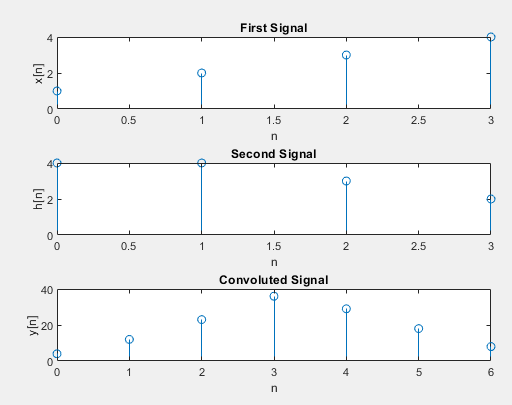 First Signal
4
2
0
x[n]
0 0.5 1 1.5 2 2.5 3
n
Second Signal
4
2
0
h[n]
0 0.5 1 1.5 2 2.5 3
n
Convoluted Signal
40
20
0
y[n]
0 1 2 3 4 5 6
n